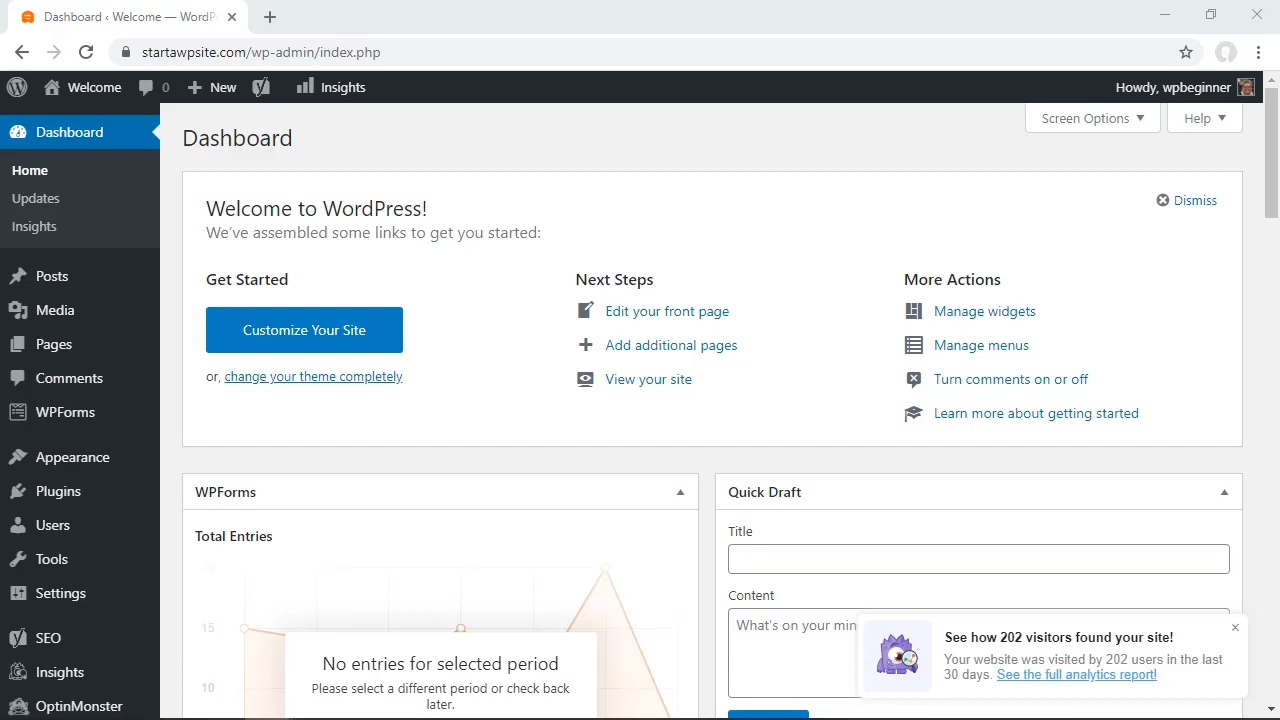 Dashboard ‹ Welcome — WordP
startawpsite.com/wp-admin/index.php
Welcome
0
New
Insights
Howdy, wpbeginner
Dashboard
Home
Updates
Insights
Posts
Media
Pages
Comments
WPForms
Appearance
Plugins
Users
Tools
Settings
SEO
Insights
OptinMonster
Screen Options
Help
Dashboard
Welcome to WordPress!
We've assembled some links to get you started:
Dismiss
Get Started
Customize Your Site
or, change your theme completely
Next Steps
Edit your front page
Add additional pages
View your site
More Actions
Manage widgets
Manage menus
Turn comments on or off
Learn more about getting started
WPForms
Total Entries
15
10
No entries for selected period
Please select a different period or check back
later.
Quick Draft
Title
Content
What's on your min
See how 202 visitors found your site!
Your website was visited by 202 users in the last
30 days. See the full analytics report!